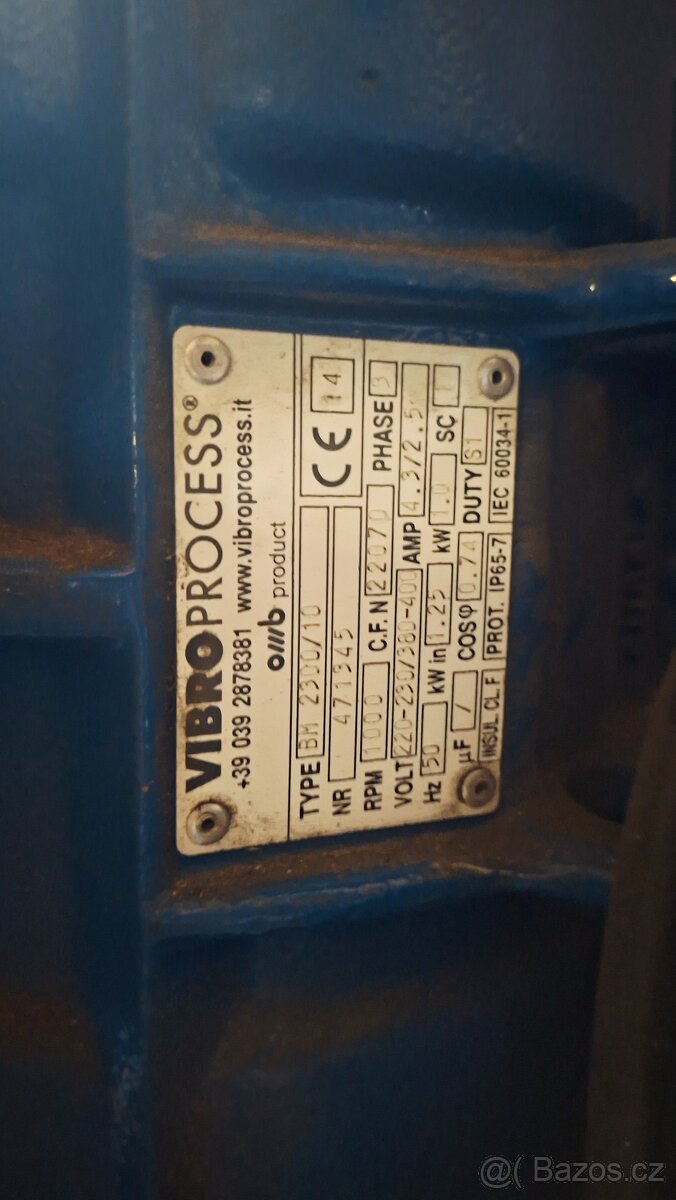 VIBROPROCESS®
+39 039 2878381 www.vibroprocess.it
omb product
TYPE BM 2300/10 CE 14
NR 471345
RPM 1000 C.F. N 22070 PHASE 3
VOLT 220-230/380-400 AMP 4.3/2.5
Hz 50 kW in 1.25 kW 1.0 SC
µF / COSφ 0.74 DUTY S1
INSUL CL. F PROT. IP65-7 IEC 60034-1
@( Bazoš.cz